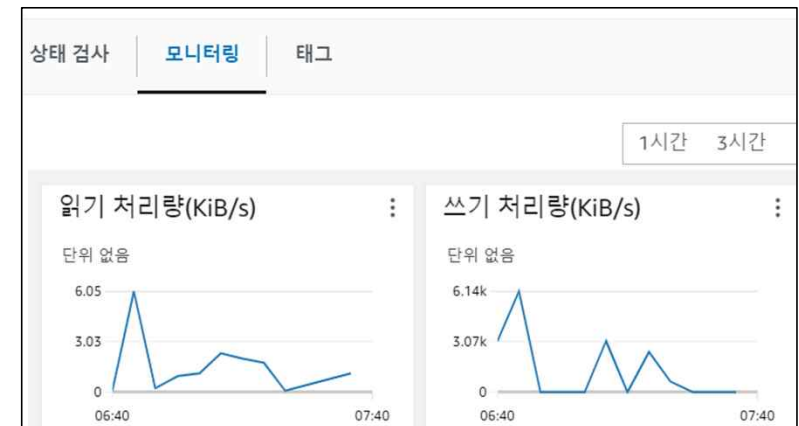 상태 검사 모니터링 태그
1시간 3시간
읽기 처리량(KiB/s)
단위 없음
6.05
3.03
0
06:40 07:40
쓰기 처리량(KiB/s)
단위 없음
6.14k
3.07k
0
06:40 07:40